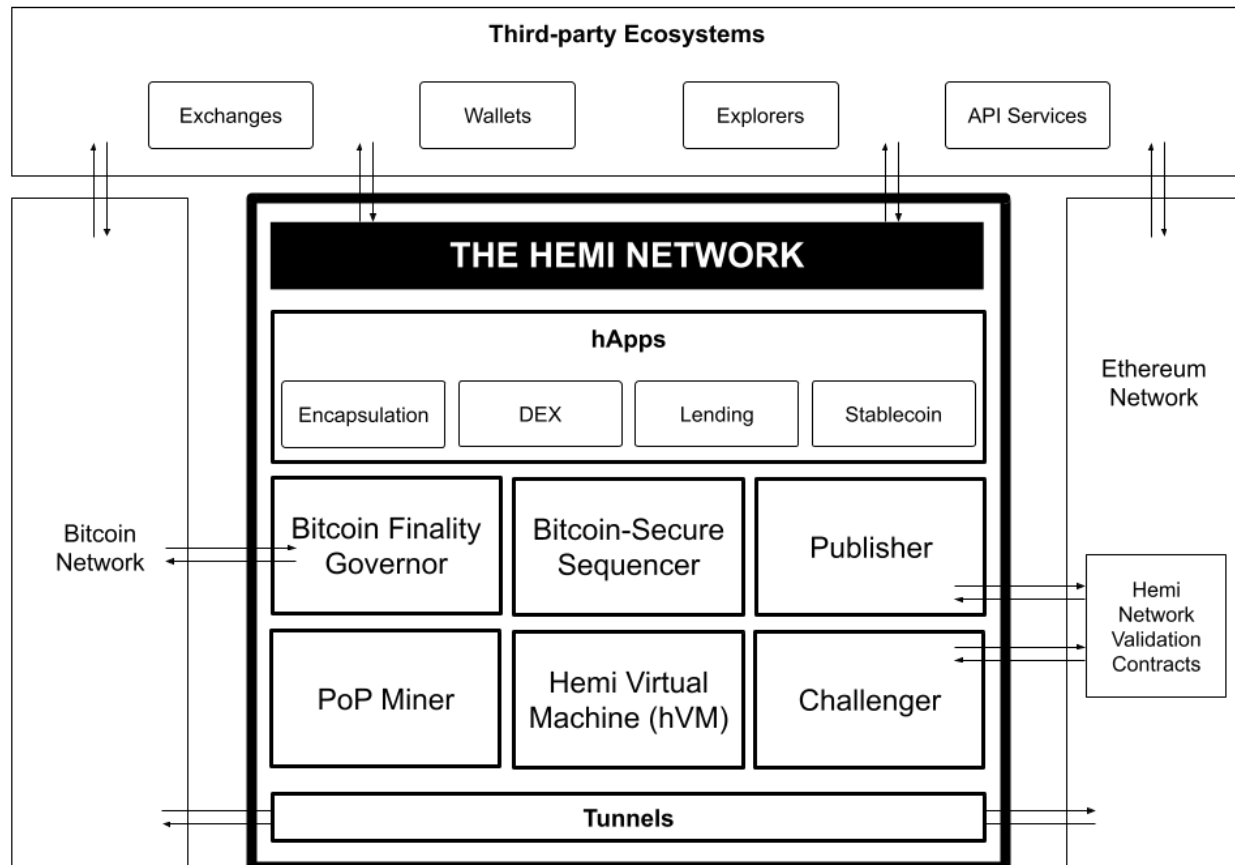 Third-party Ecosystems
Exchanges
Wallets
Explorers
API Services
THE HEMI NETWORK
hApps
Encapsulation
DEX
Lending
Stablecoin
Bitcoin
Network
Bitcoin Finality
Governor
Bitcoin-Secure
Sequencer
Publisher
Ethereum
Network
PoP Miner
Hemi Virtual
Machine (hVM)
Challenger
Hemi
Network
Validation
Contracts
Tunnels